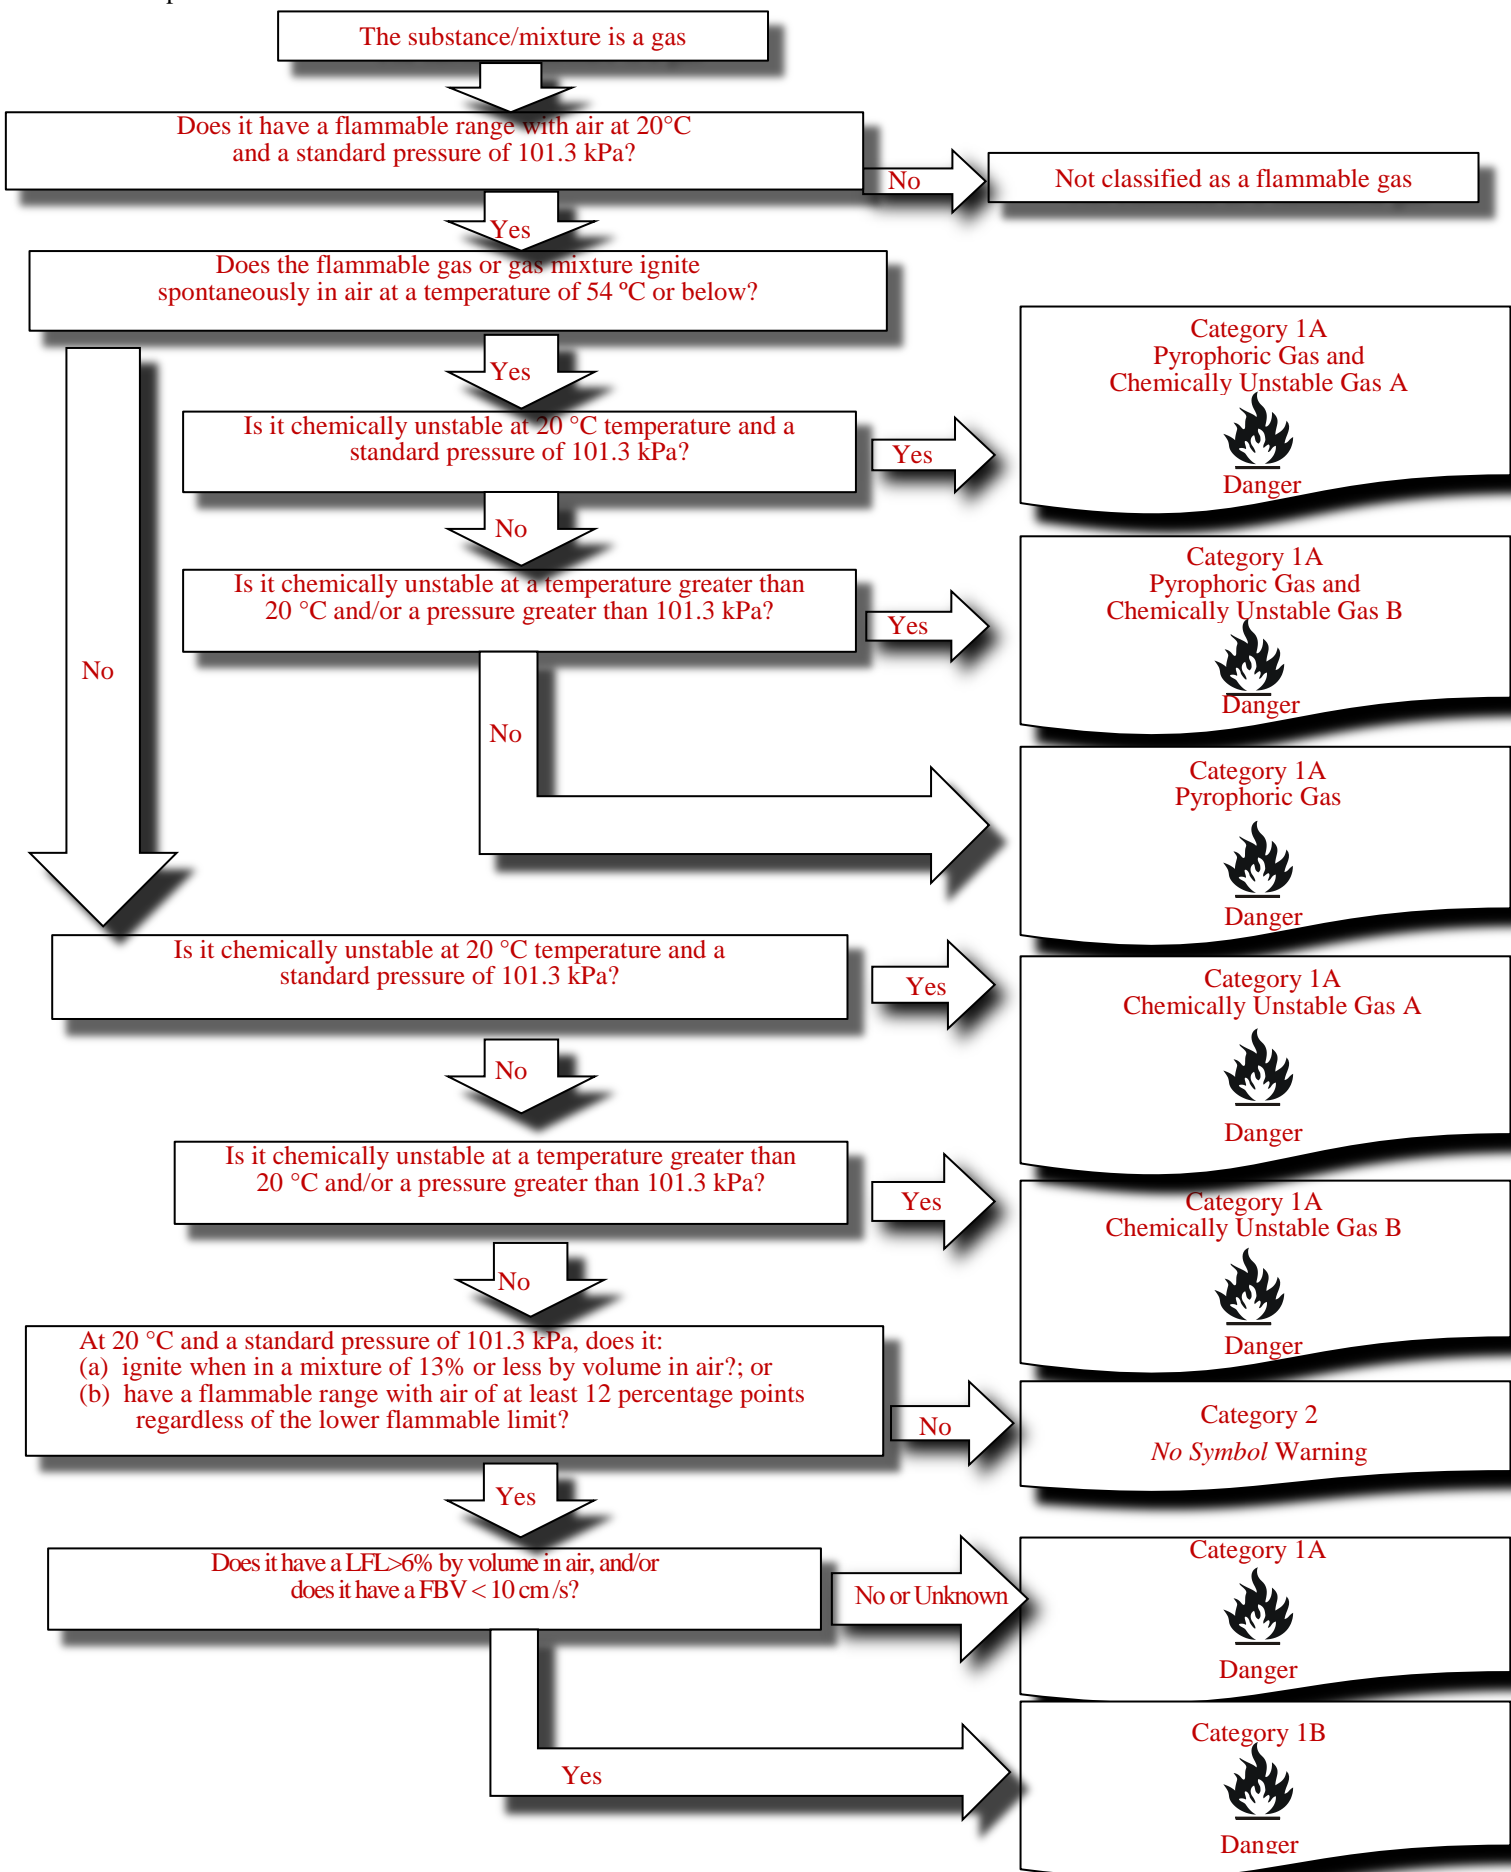 The substance/mixture is a gas
Does it have a flammable range with air at 20°C
and a standard pressure of 101.3 kPa?
No
Not classified as a flammable gas
Yes
Does the flammable gas or gas mixture ignite
spontaneously in air at a temperature of 54 ºC or below?
Yes
Category 1A
Pyrophoric Gas and
Chemically Unstable Gas A
Danger
Is it chemically unstable at 20 °C temperature and a
standard pressure of 101.3 kPa?
Yes
No
Category 1A
Pyrophoric Gas and
Chemically Unstable Gas B
Danger
Is it chemically unstable at a temperature greater than
20 °C and/or a pressure greater than 101.3 kPa?
Yes
No
No
Category 1A
Pyrophoric Gas
Danger
Is it chemically unstable at 20 °C temperature and a
standard pressure of 101.3 kPa?
Yes
Category 1A
Chemically Unstable Gas A
Danger
No
Is it chemically unstable at a temperature greater than
20 °C and/or a pressure greater than 101.3 kPa?
Yes
Category 1A
Chemically Unstable Gas B
Danger
No
At 20 °C and a standard pressure of 101.3 kPa, does it:
(a) ignite when in a mixture of 13% or less by volume in air?; or
(b) have a flammable range with air of at least 12 percentage points
regardless of the lower flammable limit?
No
Category 2
No Symbol Warning
Yes
Does it have a LFL>6% by volume in air, and/or
does it have a FBV < 10 cm /s?
No or Unknown
Category 1A
Danger
Yes
Category 1B
Danger